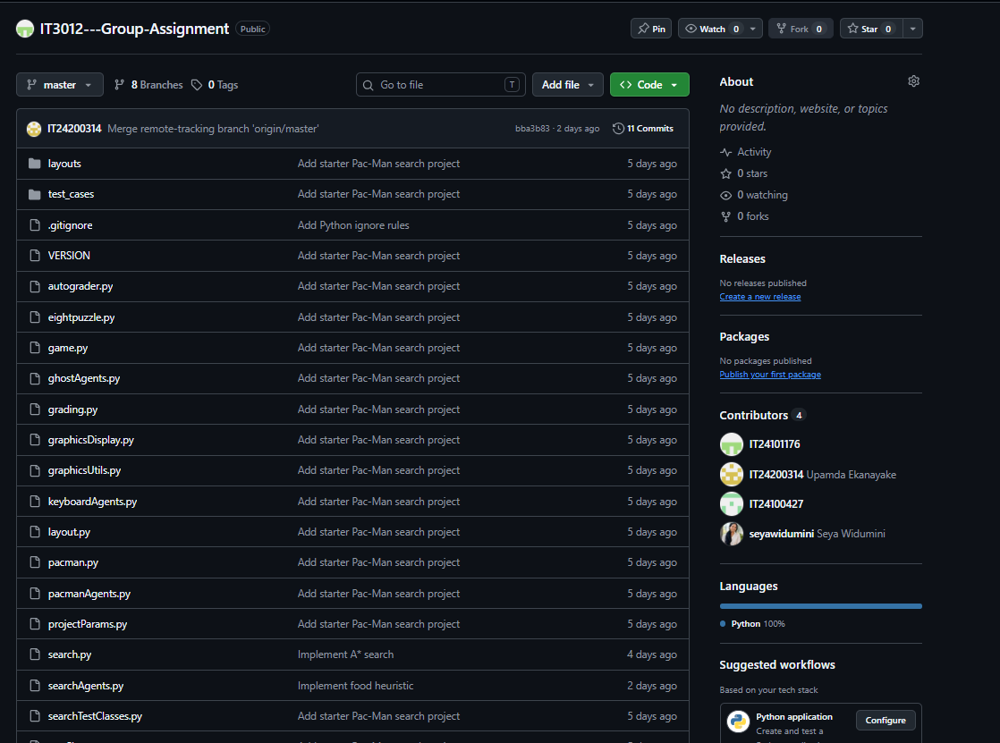 IT3012---Group-Assignment Public
Pin Watch 0 Fork 0 Star 0
master 8 Branches 0 Tags Go to file T Add file <> Code
IT24200314 Merge remote-tracking branch 'origin/master' bba3b83 · 2 days ago 11 Commits
layouts Add starter Pac-Man search project 5 days ago
test_cases Add starter Pac-Man search project 5 days ago
.gitignore Add Python ignore rules 5 days ago
VERSION Add starter Pac-Man search project 5 days ago
autograder.py Add starter Pac-Man search project 5 days ago
eightpuzzle.py Add starter Pac-Man search project 5 days ago
game.py Add starter Pac-Man search project 5 days ago
ghostAgents.py Add starter Pac-Man search project 5 days ago
grading.py Add starter Pac-Man search project 5 days ago
graphicsDisplay.py Add starter Pac-Man search project 5 days ago
graphicsUtils.py Add starter Pac-Man search project 5 days ago
keyboardAgents.py Add starter Pac-Man search project 5 days ago
layout.py Add starter Pac-Man search project 5 days ago
pacman.py Add starter Pac-Man search project 5 days ago
pacmanAgents.py Add starter Pac-Man search project 5 days ago
projectParams.py Add starter Pac-Man search project 5 days ago
search.py Implement A* search 4 days ago
searchAgents.py Implement food heuristic 2 days ago
searchTestClasses.py Add starter Pac-Man search project 5 days ago
About
No description, website, or topics
provided.
Activity
0 stars
0 watching
0 forks
Releases
No releases published
Create a new release
Packages
No packages published
Publish your first package
Contributors 4
IT24101176
IT24200314 Upamda Ekanayake
IT24100427
seyawidumini Seya Widumini
Languages
Python 100%
Suggested workflows
Based on your tech stack
Python application
Configure
Create and test a